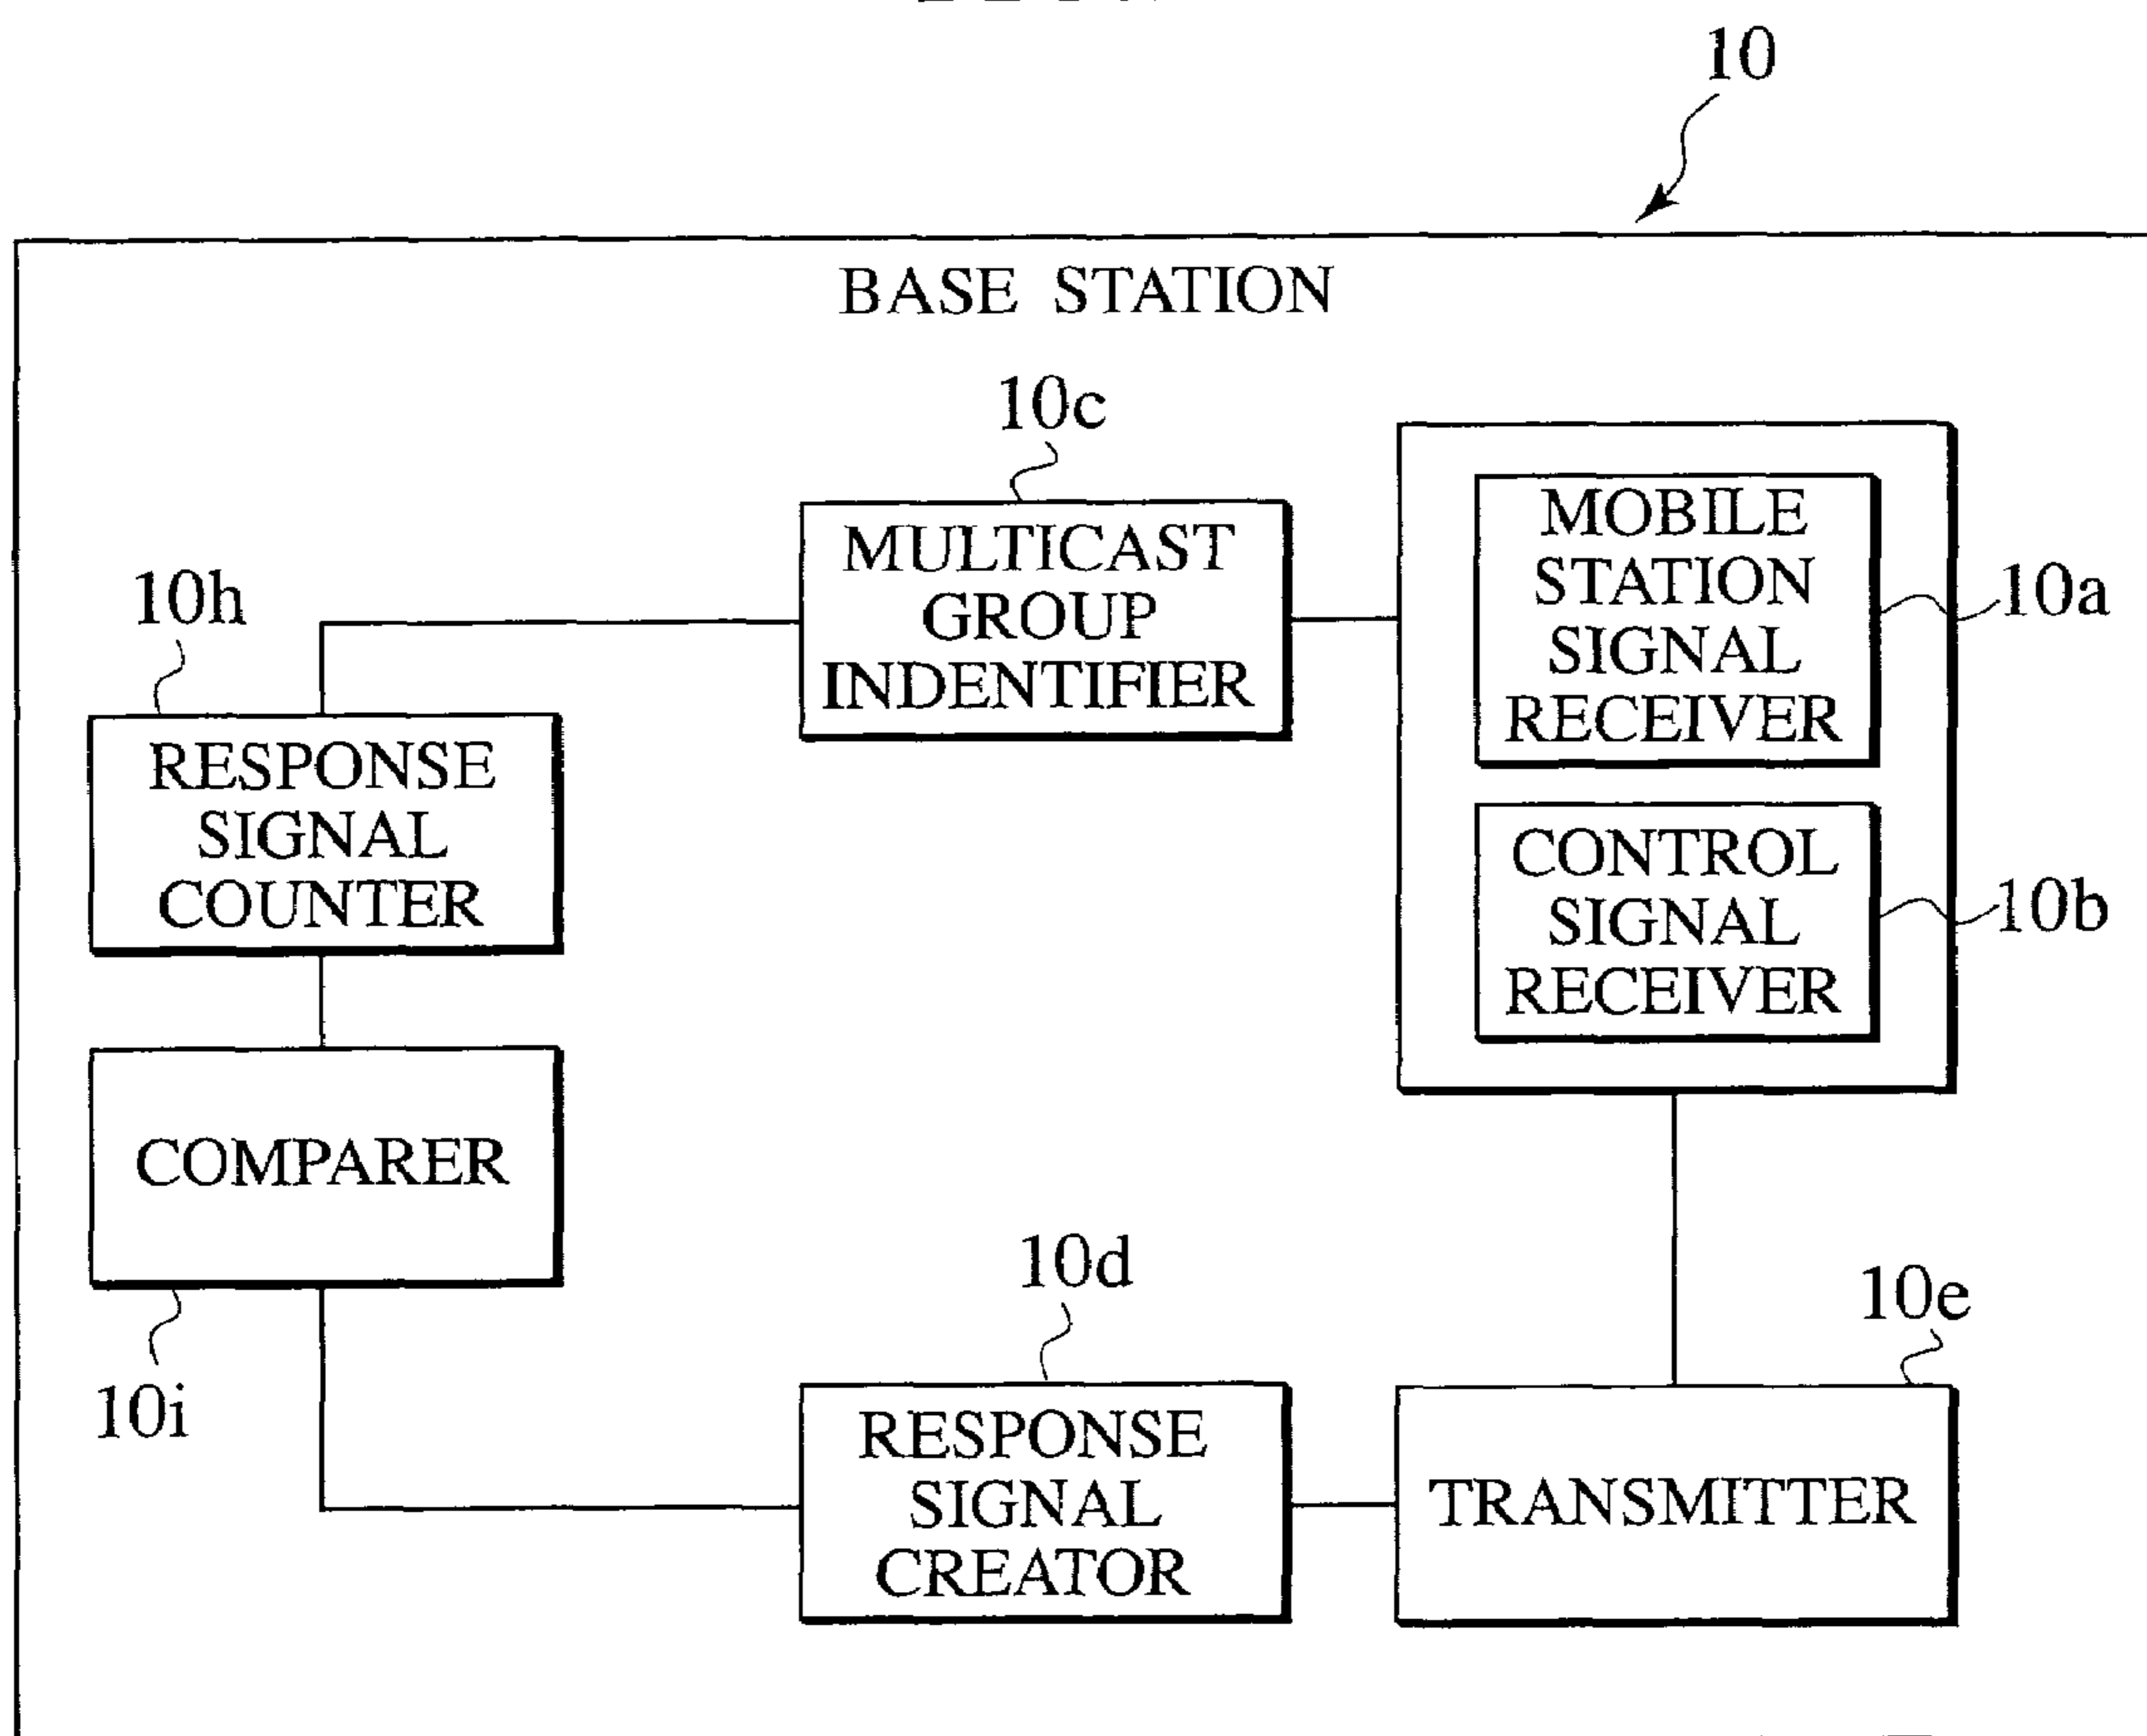 10
BASE STATION
10c
MULTICAST
GROUP
INDENTIFIER
MOBILE
STATION
SIGNAL
RECEIVER
10a
10h
RESPONSE
SIGNAL
COUNTER
CONTROL
SIGNAL
RECEIVER
10b
COMPARER
10i
10d
RESPONSE
SIGNAL
CREATOR
10e
TRANSMITTER